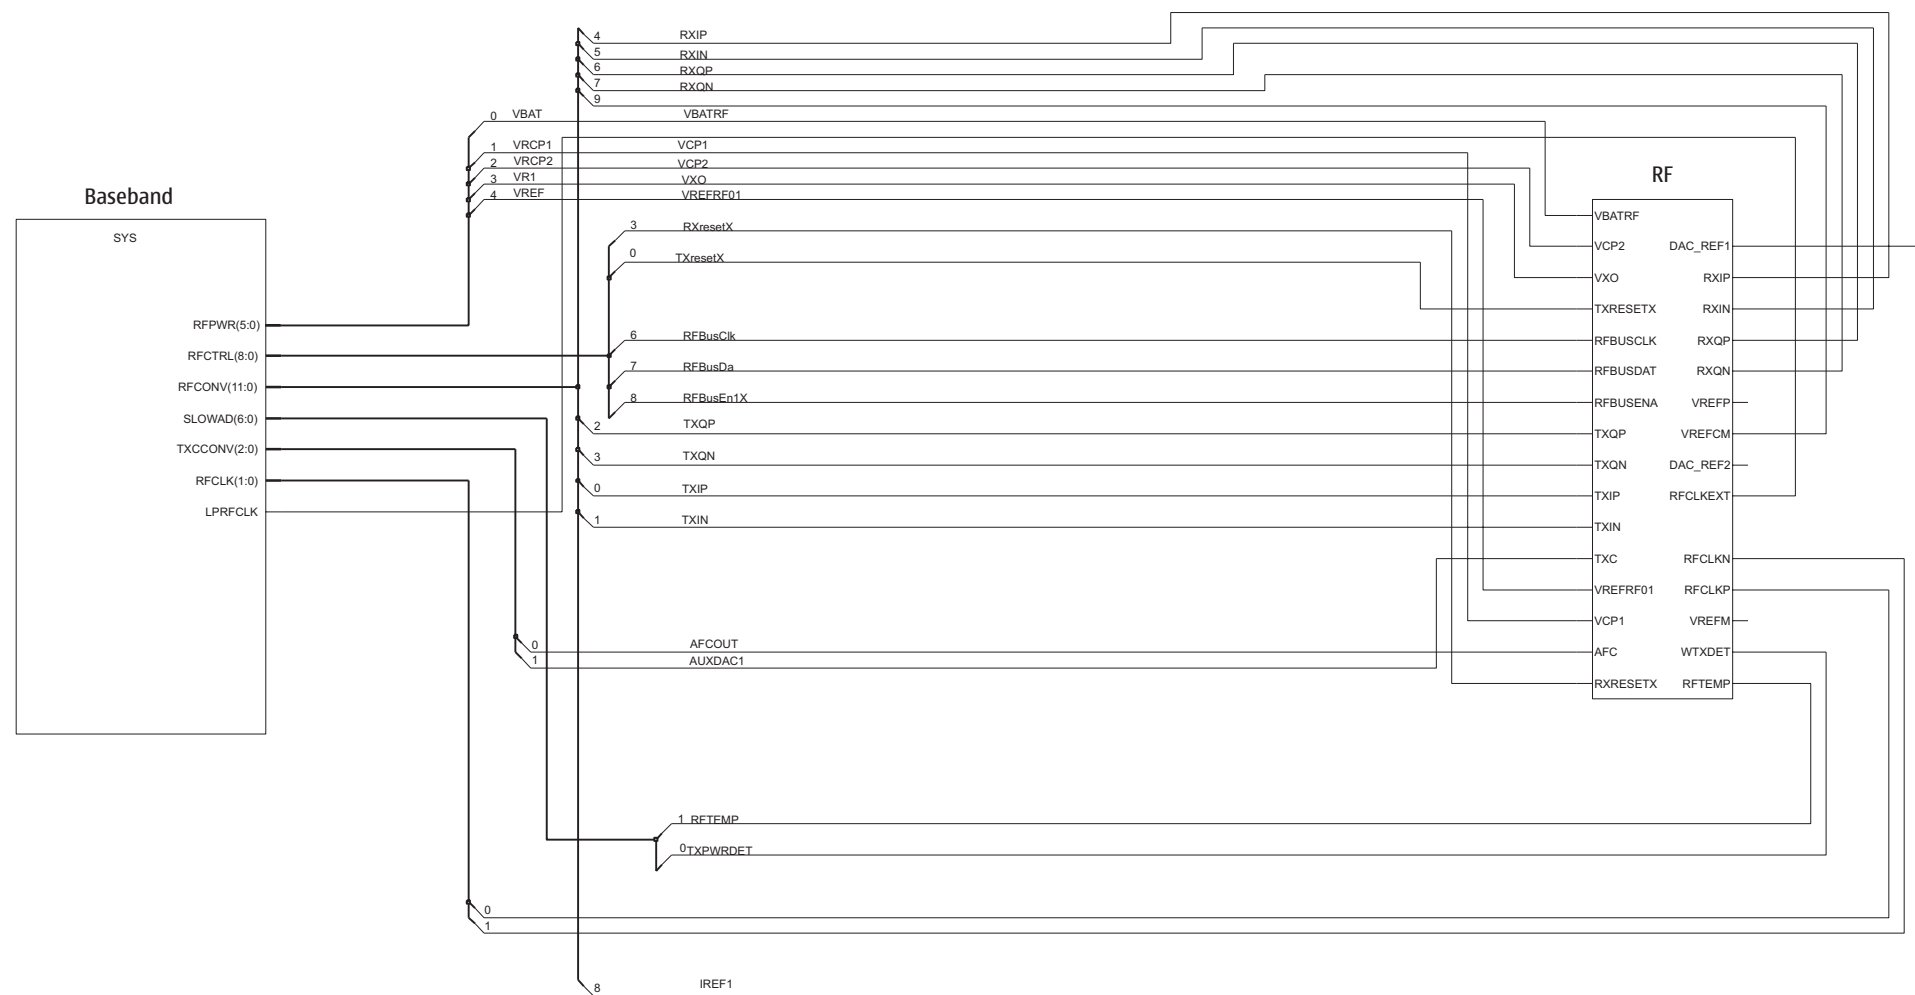 4 RXIP
5 RXIN
6 RXQP
7 RXQN
9
0 VBAT VBATRF
1 VRCP1 VCP1
2 VRCP2 VCP2
3 VR1 VXO
4 VREF VREFRF01
Baseband
SYS
RFPWR(5:0)
RFCTRL(8:0)
RFCONV(11:0)
SLOWAD(6:0)
TXCCONV(2:0)
RFCLK(1:0)
LPRFCLK
3 RXresetX
0 TXresetX
6 RFBusClk
7 RFBusDa
8 RFBusEn1X
2 TXQP
3 TXQN
0 TXIP
1 TXIN
0 AFCOUT
1 AUXDAC1
RF
VBATRF
VCP2 DAC_REF1
VXO RXIP
TXRESETX RXIN
RFBUSCLK RXQP
RFBUSDAT RXQN
RFBUSENA VREFP
TXQP VREFCM
TXQN DAC_REF2
TXIP RFCLKEXT
TXIN
TXC RFCLKN
VREFRF01 RFCLKP
VCP1 VREFM
AFC WTXDET
RXRESETX RFTEMP
1 RFTEMP
0 TXPWRDET
0
1
8 IREF1